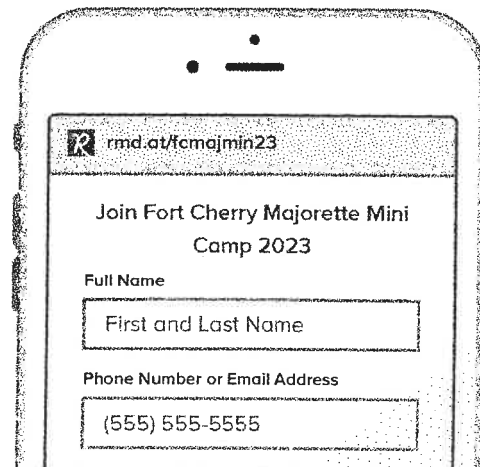 rmd.at/fcmajmin23
Join Fort Cherry Majorette Mini
Camp 2023
Full Name
First and Last Name
Phone Number or Email Address
(555) 555-5555